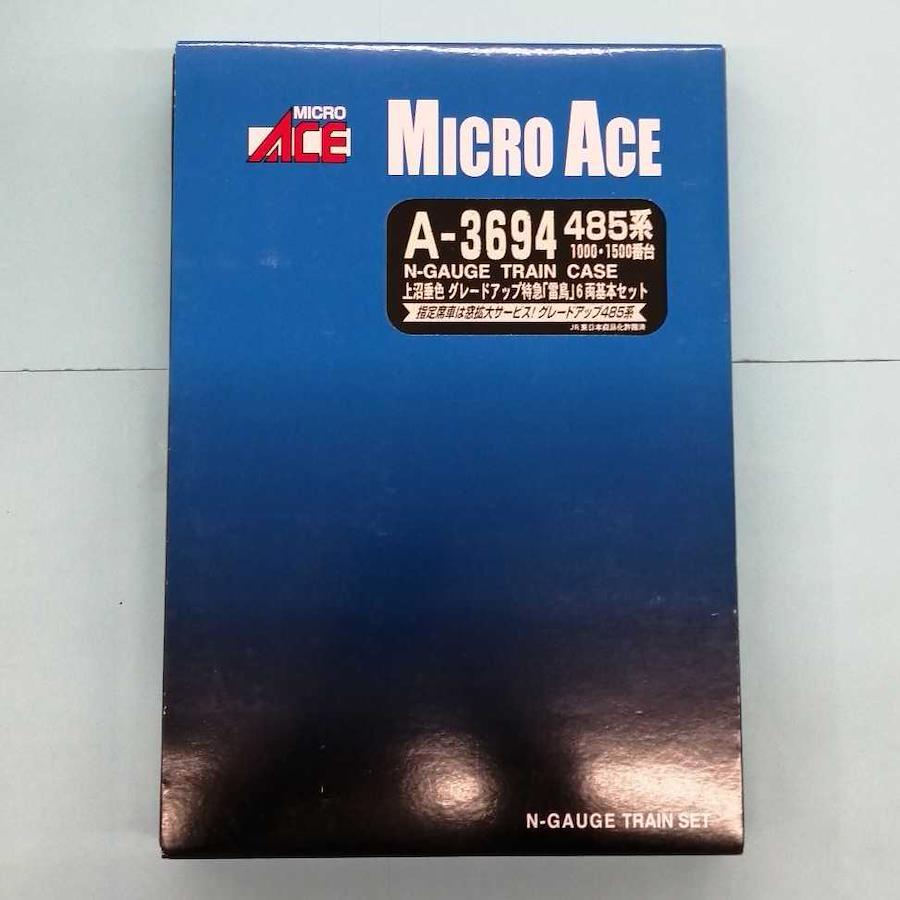 MICRO
ACE
MICRO ACE
A-3694 485系
1000・1500番台
N-GAUGE TRAIN CASE
上沼垂色 グレードアップ特急「雷鳥」6両基本セット
指定席車は窓拡大サービス!グレードアップ485系
JR東日本商品化許諾済
N-GAUGE TRAIN SET